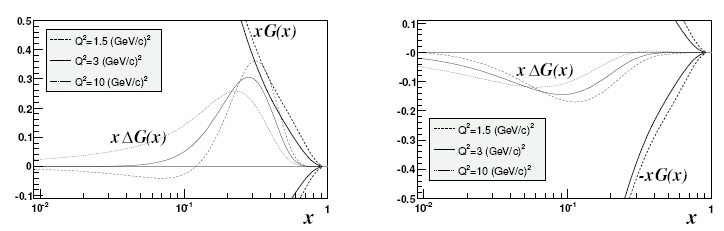 0.5
0.4
0.3
0.2
0.1
0
-0.1
xG(x)
Q²=1.5 (GeV/c)²
Q²=3 (GeV/c)²
Q²=10 (GeV/c)²
x ΔG(x)
10⁻²
10⁻¹
1
x
0.1
-0
-0.1
-0.2
-0.3
-0.4
-0.5
x ΔG(x)
Q²=1.5 (GeV/c)²
Q²=3 (GeV/c)²
Q²=10 (GeV/c)²
-xG(x)
10⁻²
10⁻¹
1
x